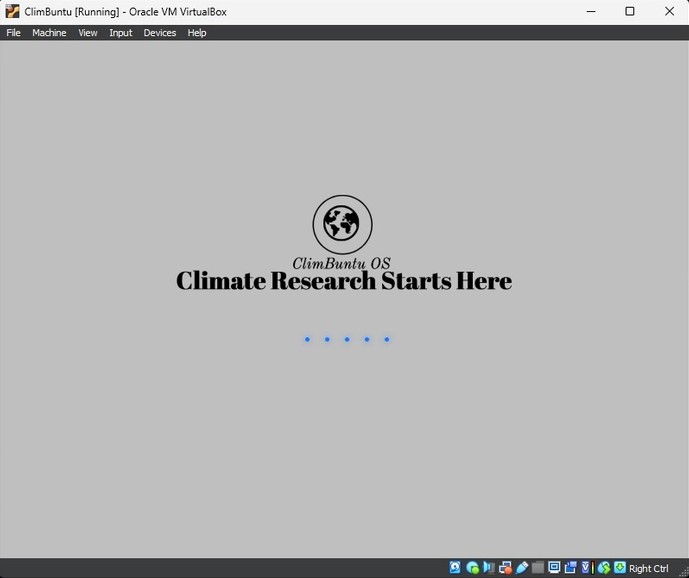 ClimBuntu [Running] - Oracle VM VirtualBox
File Machine View Input Devices Help
ClimBuntu OS
Climate Research Starts Here
Right Ctrl